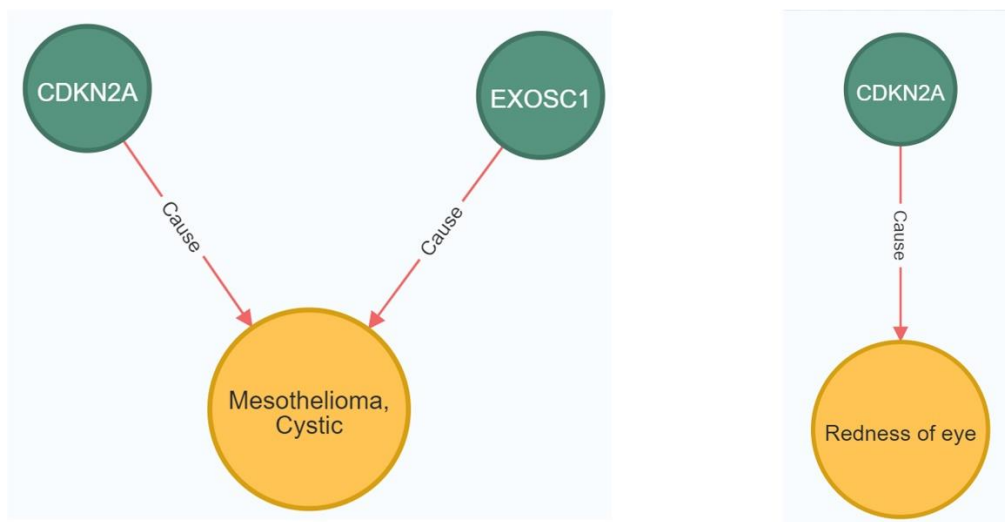 CDKN2A
EXOSC1
Cause
Cause
Mesothelioma,
Cystic
CDKN2A
Cause
Redness of eye